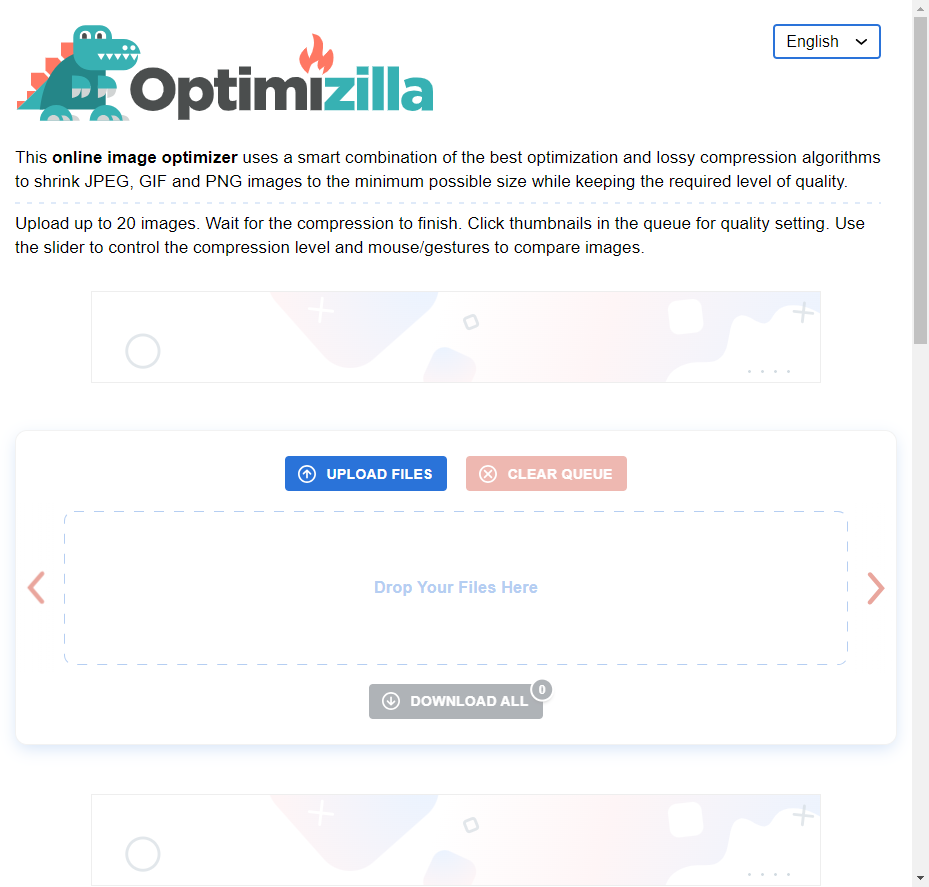 Optimizilla
English
This online image optimizer uses a smart combination of the best optimization and lossy compression algorithms
to shrink JPEG, GIF and PNG images to the minimum possible size while keeping the required level of quality.
Upload up to 20 images. Wait for the compression to finish. Click thumbnails in the queue for quality setting. Use
the slider to control the compression level and mouse/gestures to compare images.
UPLOAD FILES
CLEAR QUEUE
Drop Your Files Here
DOWNLOAD ALL
0